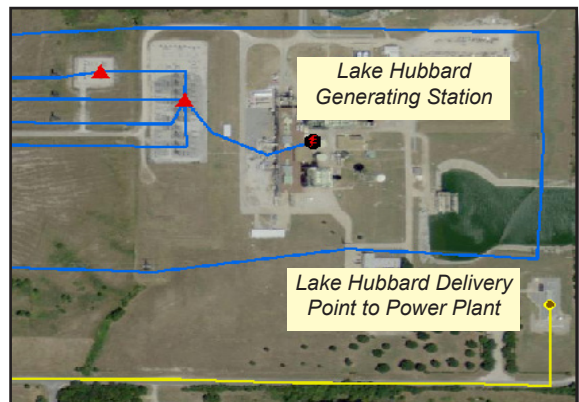 Lake Hubbard
Generating Station
Lake Hubbard Delivery
Point to Power Plant